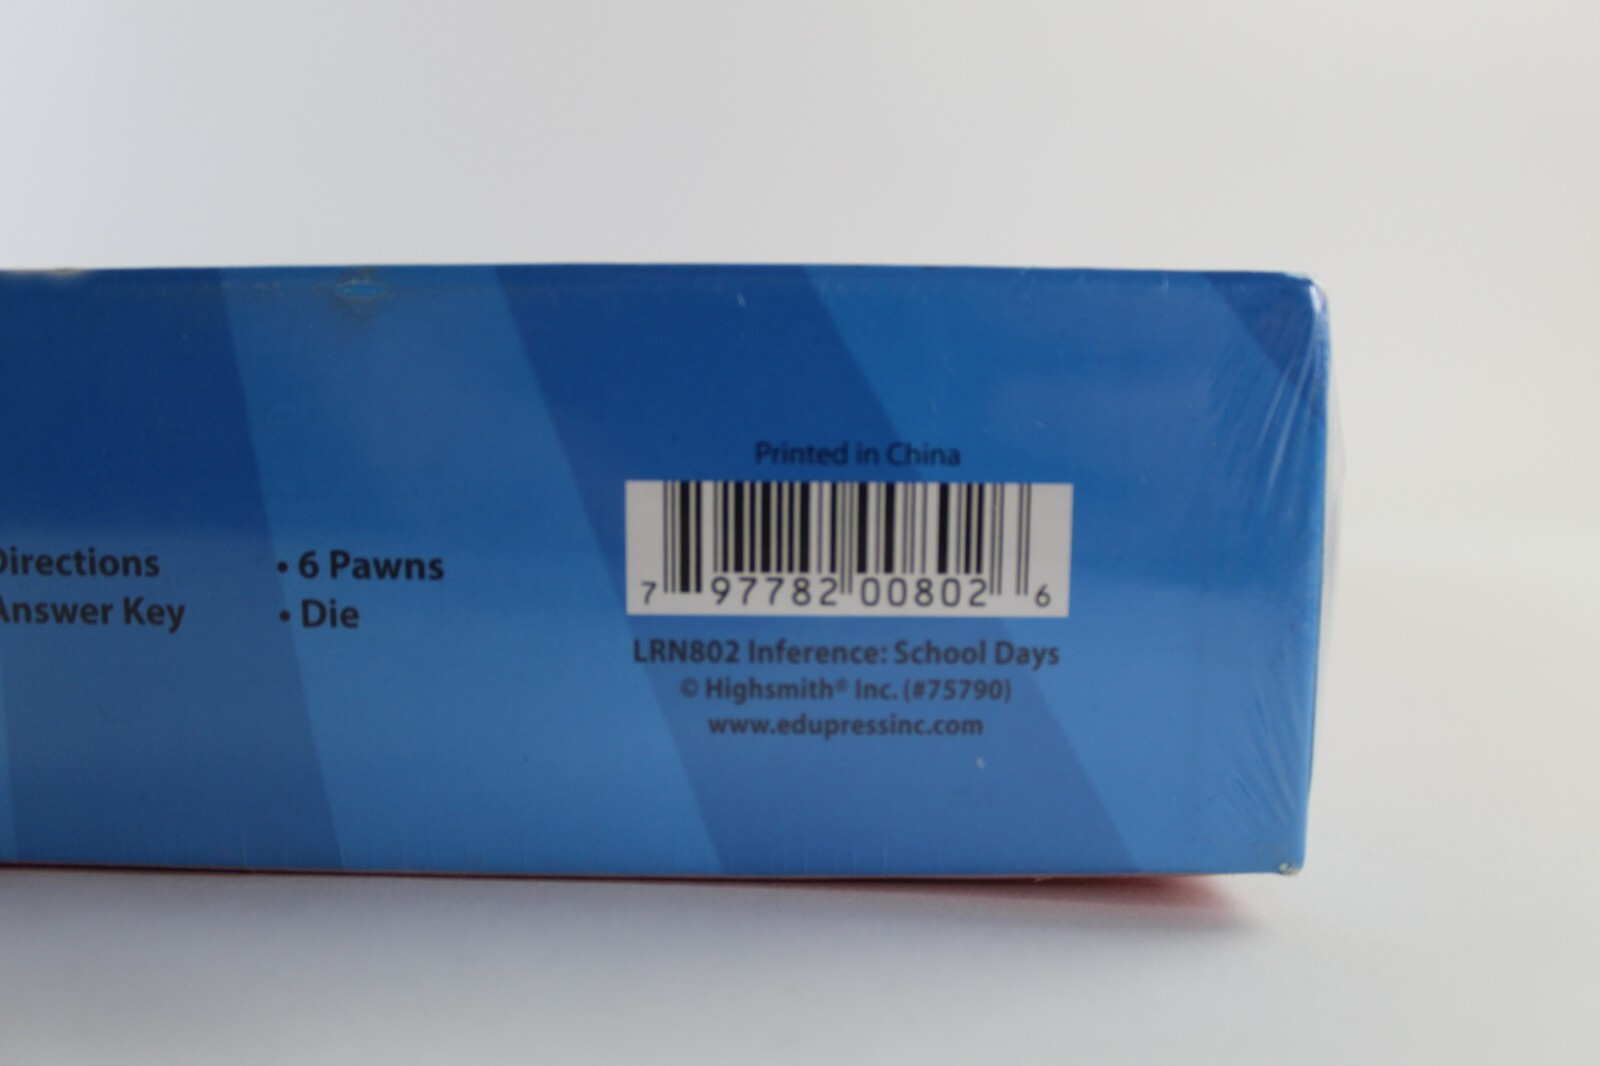 Directions
Answer Key
• 6 Pawns
• Die
Printed in China
7 97782 00802 6
LRN802 Inference: School Days
© Highsmith® Inc. (#75790)
www.edupressinc.com